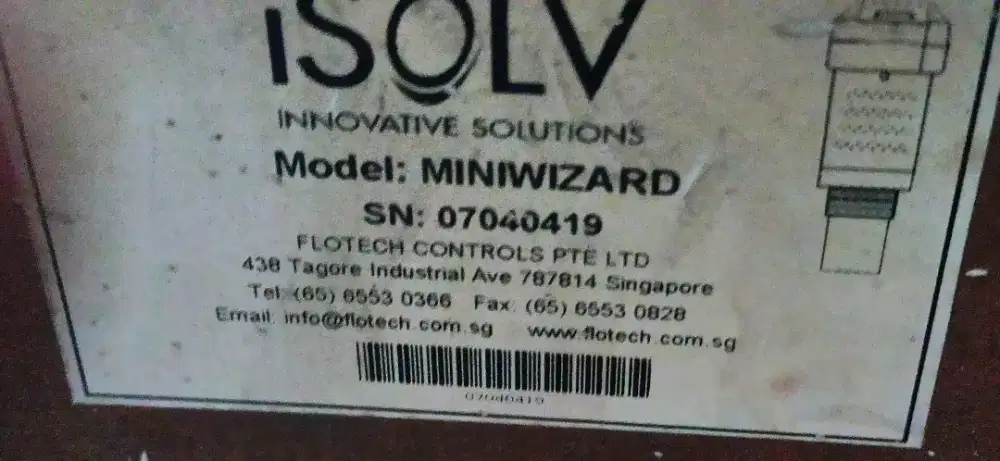 iSOLV
INNOVATIVE SOLUTIONS
Model: MINIWIZARD
SN: 07040419
FLOTECH CONTROLS PTE LTD
438 Tagore Industrial Ave 787814 Singapore
Tel: (65) 6553 0366 Fax: (65) 6553 0828
Email: info@flotech.com.sg www.flotech.com.sg
07040419